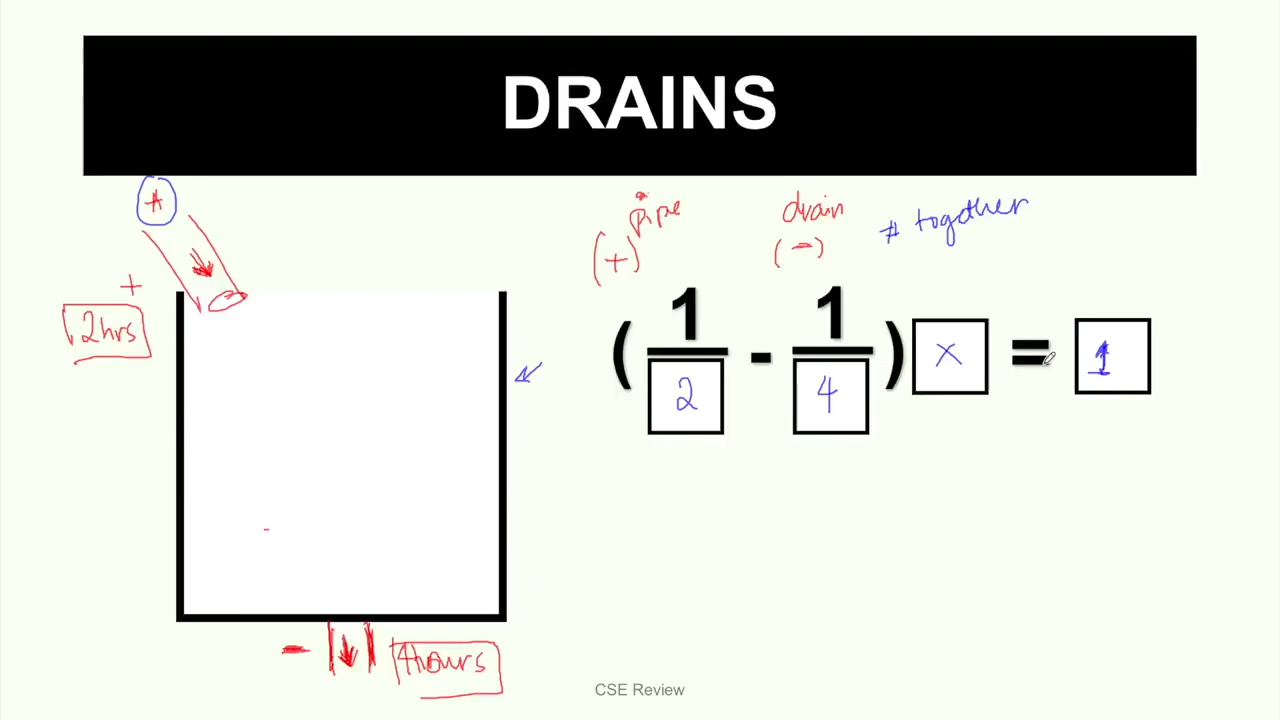 DRAINS
A
pipe drain # together
(+) (-)
+
2hrs
(1/2 - 1/4) x = 1
- 4hours
CSE Review